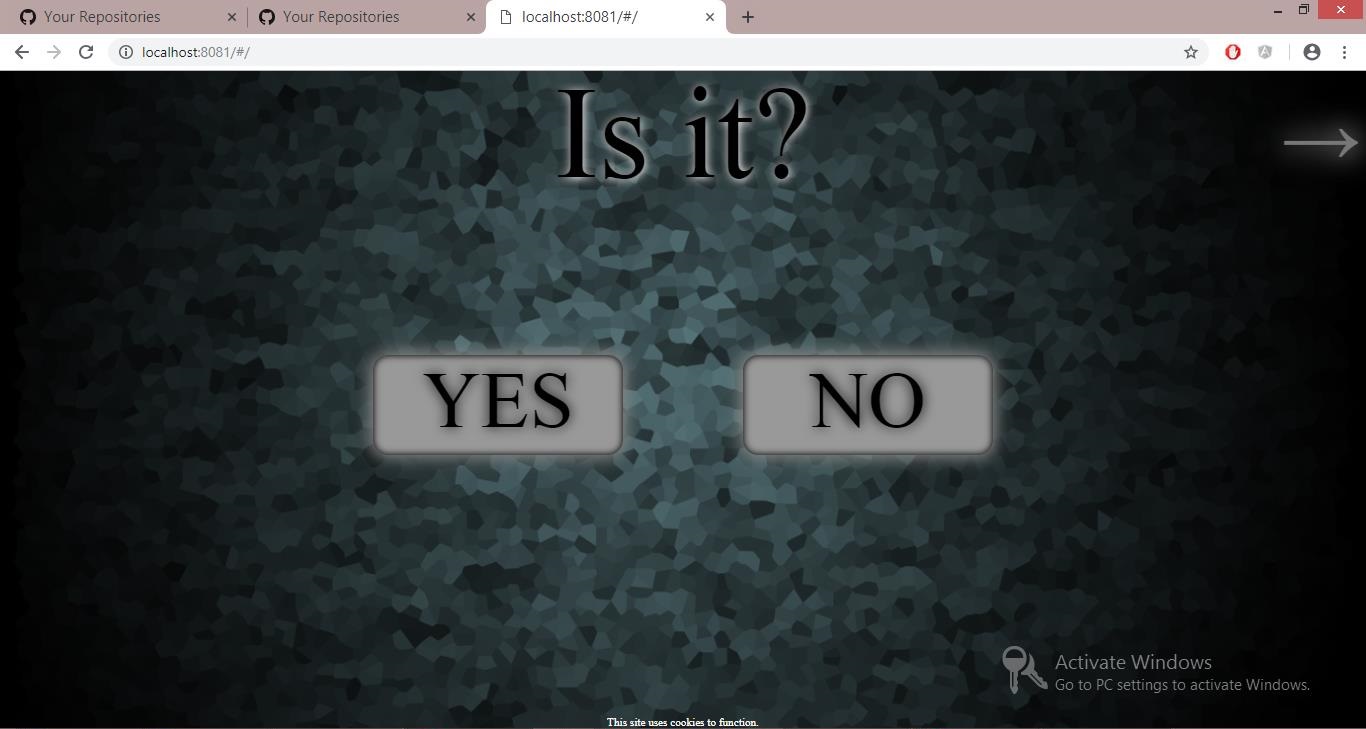 Your Repositories
Your Repositories
localhost:8081/#/
localhost:8081/#/
Is it?
YES
NO
Activate Windows
Go to PC settings to activate Windows.
This site uses cookies to function.